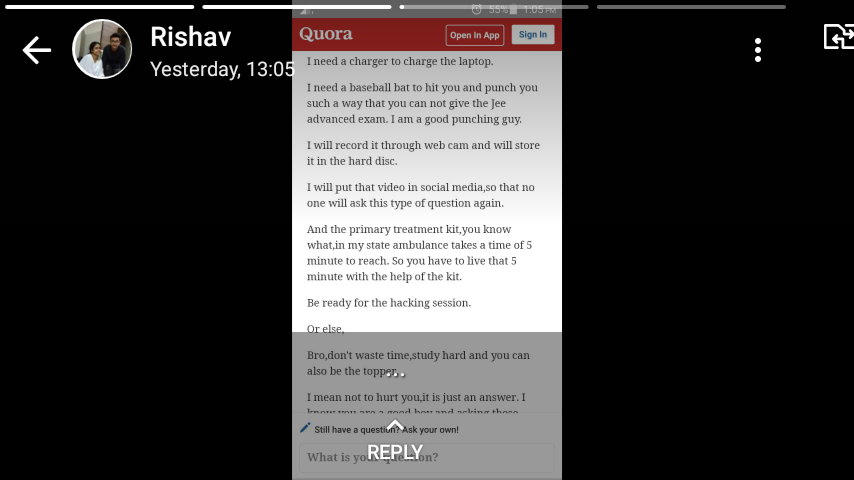 Rishav
Yesterday, 13:05
55% 1:05 PM
Quora
Open In App
Sign In
I need a charger to charge the laptop.
I need a baseball bat to hit you and punch you
such a way that you can not give the Jee
advanced exam. I am a good punching guy.
I will record it through web cam and will store
it in the hard disc.
I will put that video in social media,so that no
one will ask this type of question again.
And the primary treatment kit,you know
what,in my state ambulance takes a time of 5
minute to reach. So you have to live that 5
minute with the help of the kit.
Be ready for the hacking session.
Or else,
Bro,don't waste time,study hard and you can
also be the topper...
I mean not to hurt you,it is just an answer. I
know you are a good boy and asking these
Still have a question? Ask your own!
REPLY
What is your question?